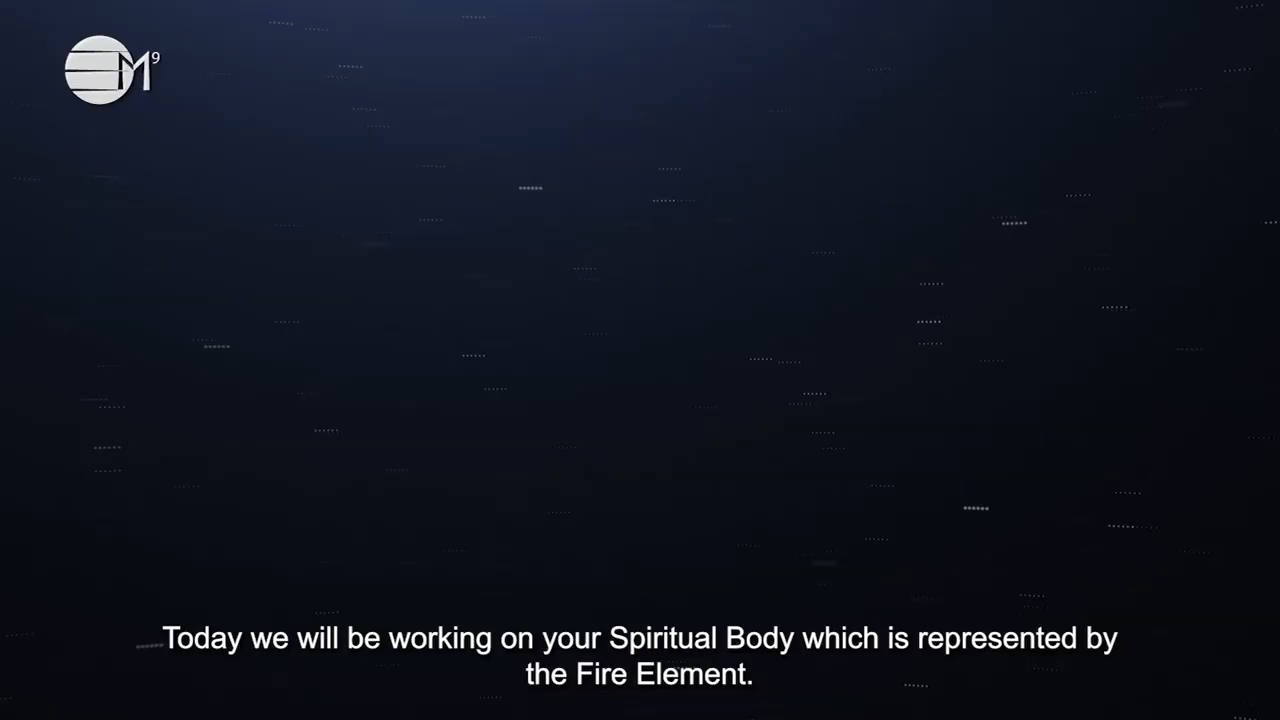 M⁹
Today we will be working on your Spiritual Body which is represented by
the Fire Element.